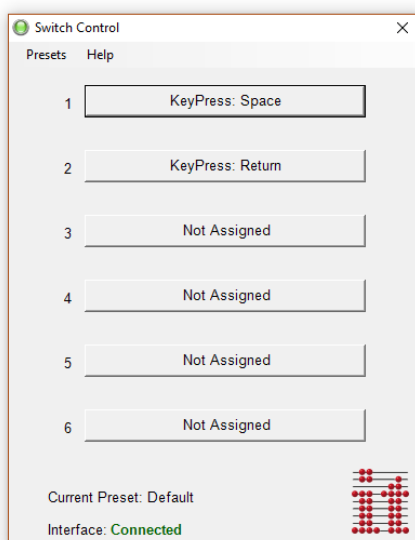 Switch Control
Presets Help
1 KeyPress: Space
2 KeyPress: Return
3 Not Assigned
4 Not Assigned
5 Not Assigned
6 Not Assigned
Current Preset: Default
Interface: Connected